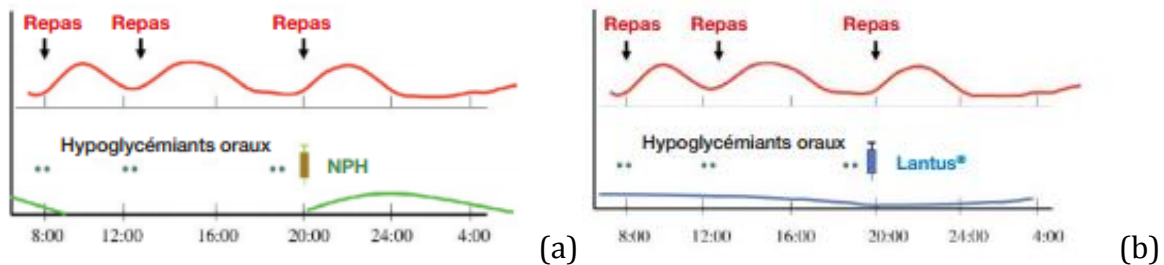 Repas Repas Repas
Hypoglycémiants oraux
NPH
8:00 12:00 16:00 20:00 24:00 4:00
(a)
Repas Repas Repas
Hypoglycémiants oraux
Lantus®
8:00 12:00 16:00 20:00 24:00 4:00
(b)